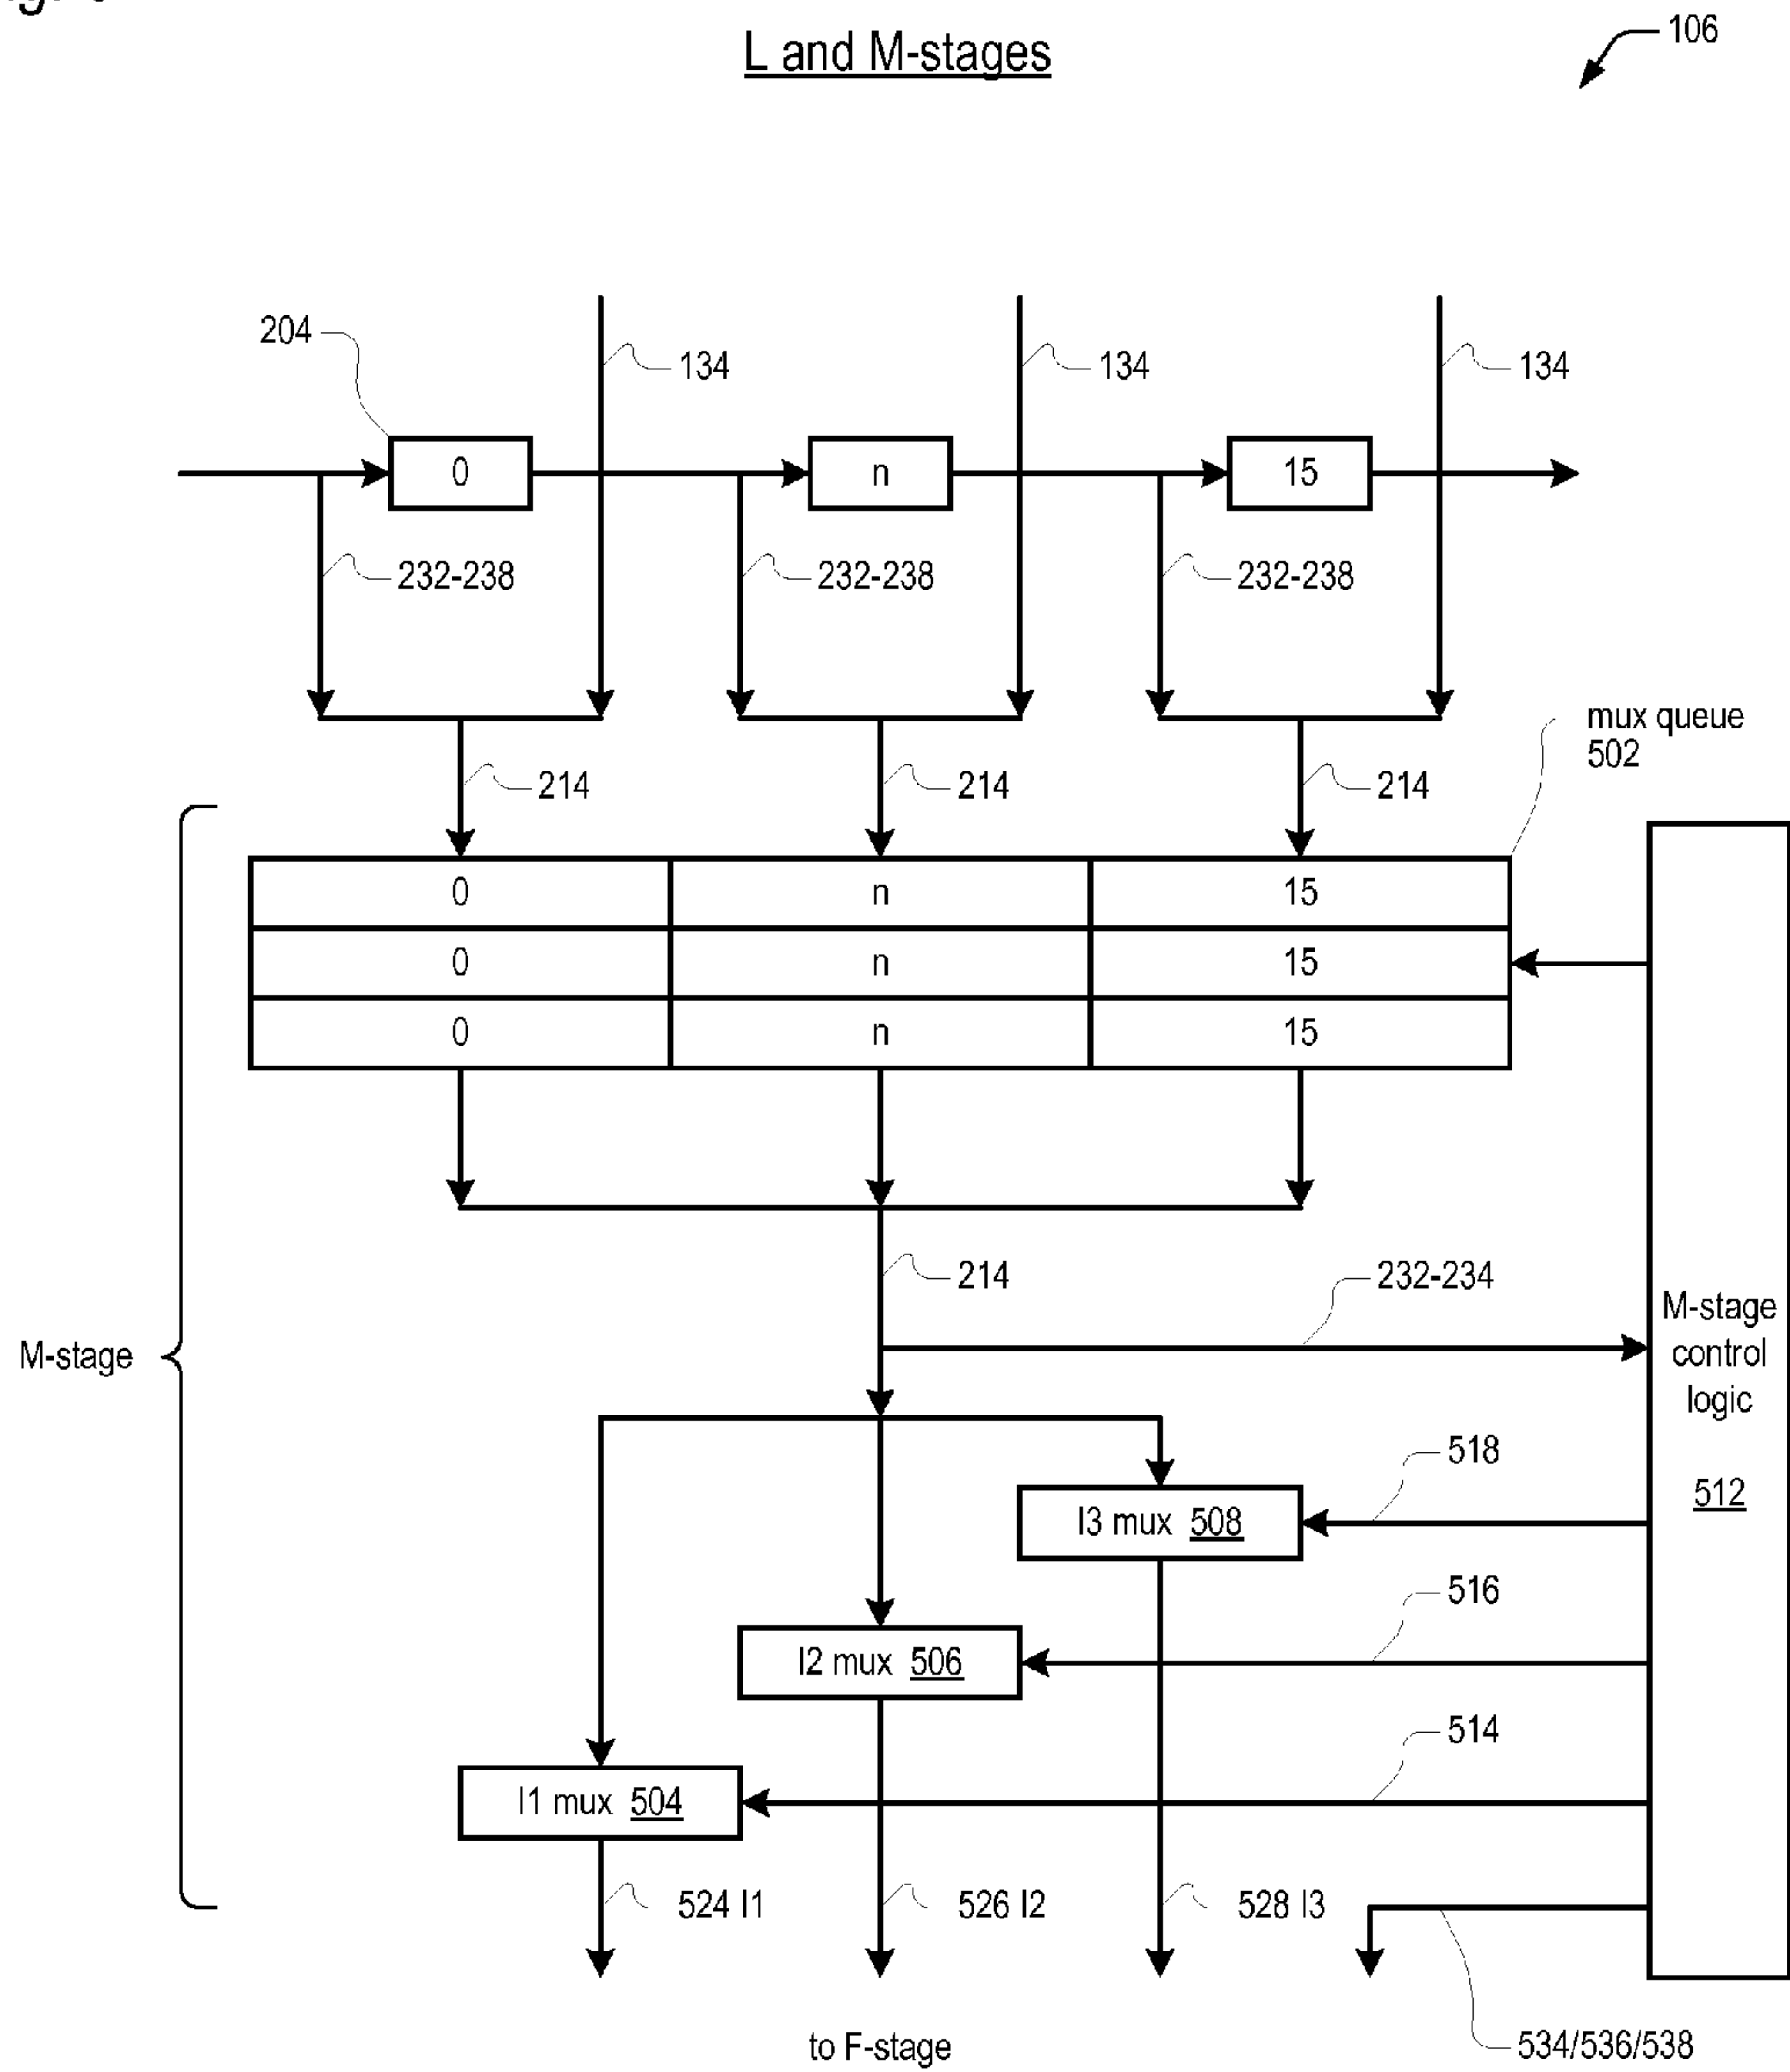 L and M-stages
106
204
134
134
134
0
n
15
232-238
232-238
232-238
mux queue
502
214
214
214
0
n
15
0
n
15
0
n
15
214
232-234
M-stage
M-stage
control
logic
512
518
I3 mux 508
516
I2 mux 506
514
I1 mux 504
524 I1
526 I2
528 I3
to F-stage
534/536/538